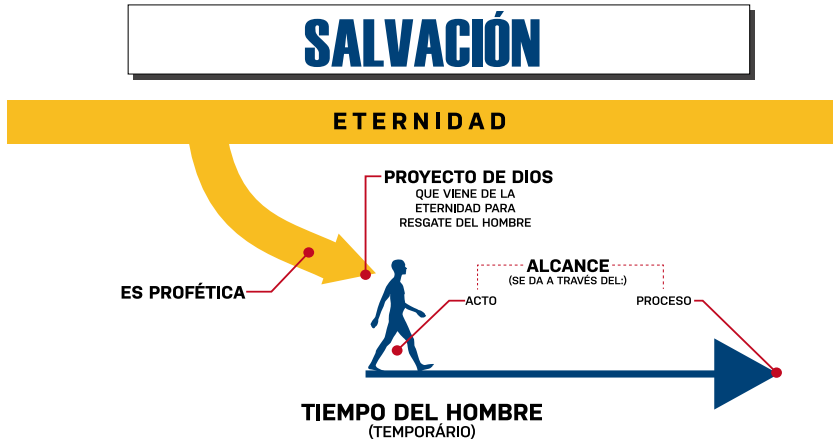 SALVACIÓN
ETERNIDAD
PROYECTO DE DIOS
QUE VIENE DE LA
ETERNIDAD PARA
RESGATE DEL HOMBRE
ES PROFÉTICA
ALCANCE
(SE DA A TRAVÉS DEL:)
ACTO
PROCESO
TIEMPO DEL HOMBRE
(TEMPORÁRIO)